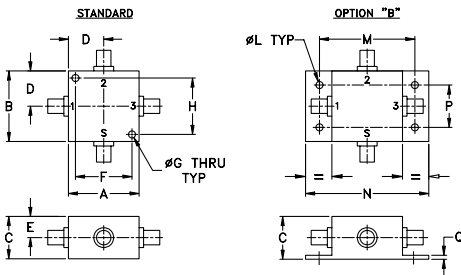 STANDARD
D
B
D
1
2
3
S
H
F
A
ØG THRU
TYP
C
E
OPTION "B"
ØL TYP
M
1
2
3
S
P
=
=
N
C
Q